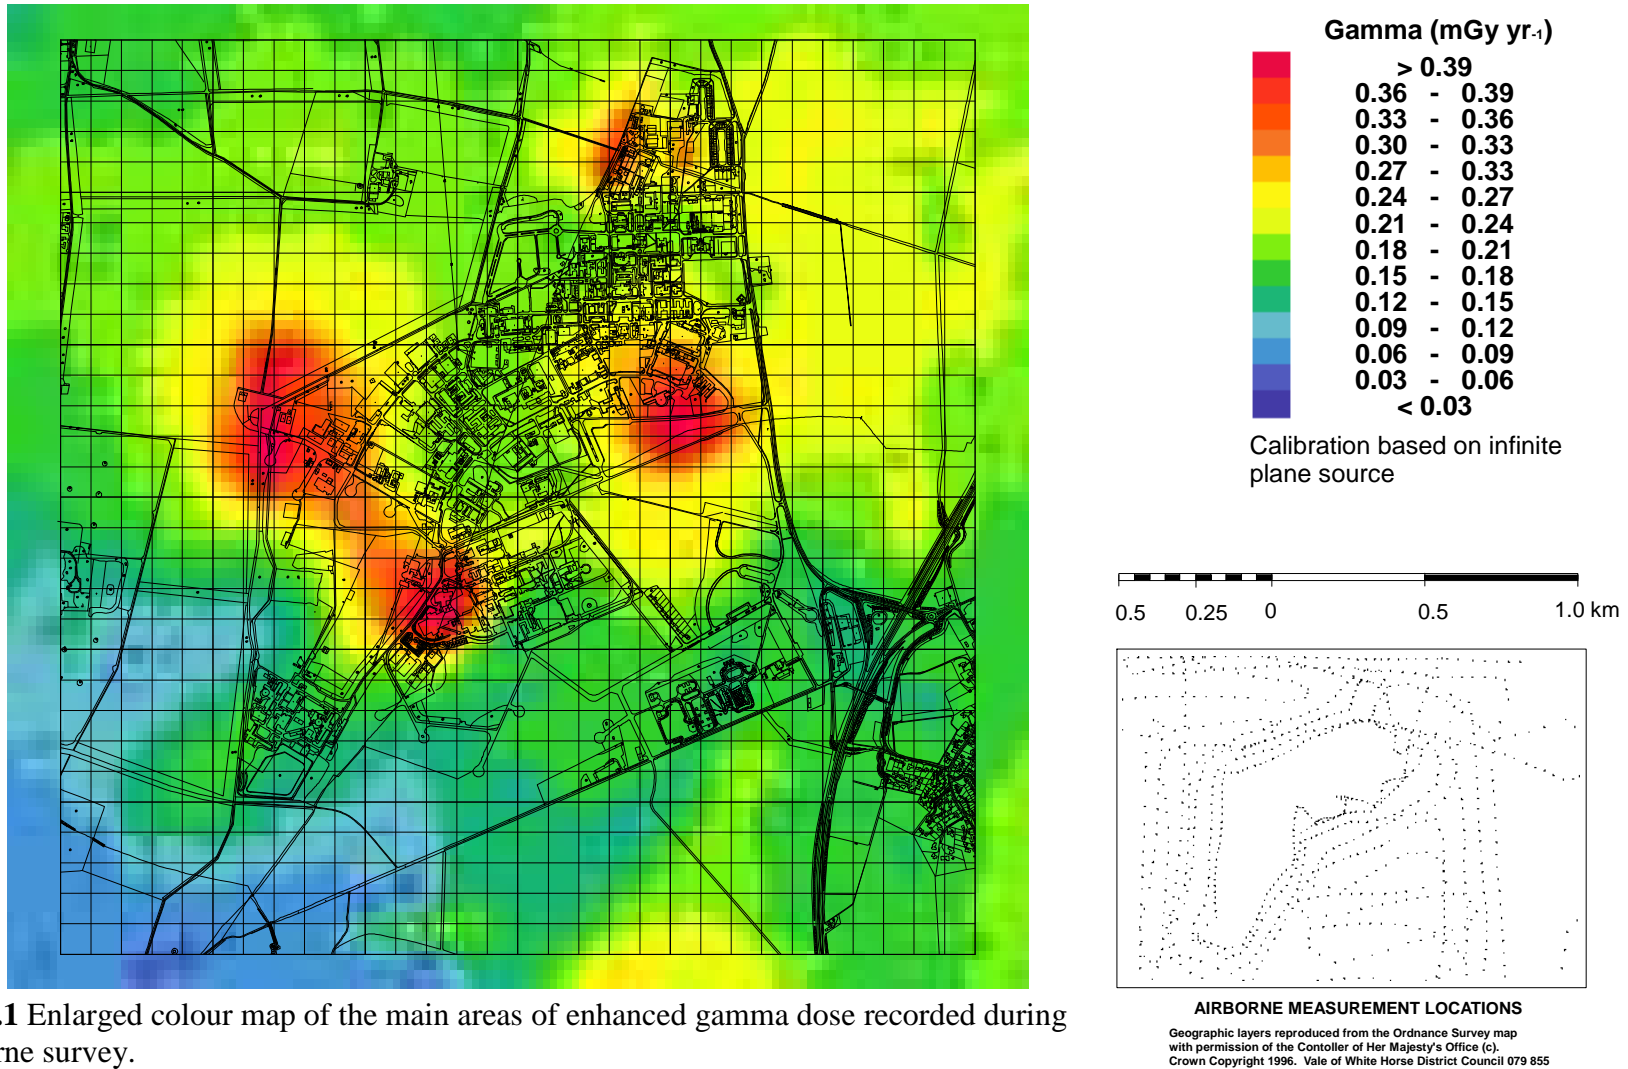 Gamma (mGy yr-1)
> 0.39
0.36 - 0.39
0.33 - 0.36
0.30 - 0.33
0.27 - 0.33
0.24 - 0.27
0.21 - 0.24
0.18 - 0.21
0.15 - 0.18
0.12 - 0.15
0.09 - 0.12
0.06 - 0.09
0.03 - 0.06
< 0.03
Calibration based on infinite
plane source
0.5 0.25 0 0.5 1.0 km
AIRBORNE MEASUREMENT LOCATIONS
Geographic layers reproduced from the Ordnance Survey map
with permission of the Contoller of Her Majesty's Office (c).
Crown Copyright 1996. Vale of White Horse District Council 079 855
.1 Enlarged colour map of the main areas of enhanced gamma dose recorded during
rne survey.